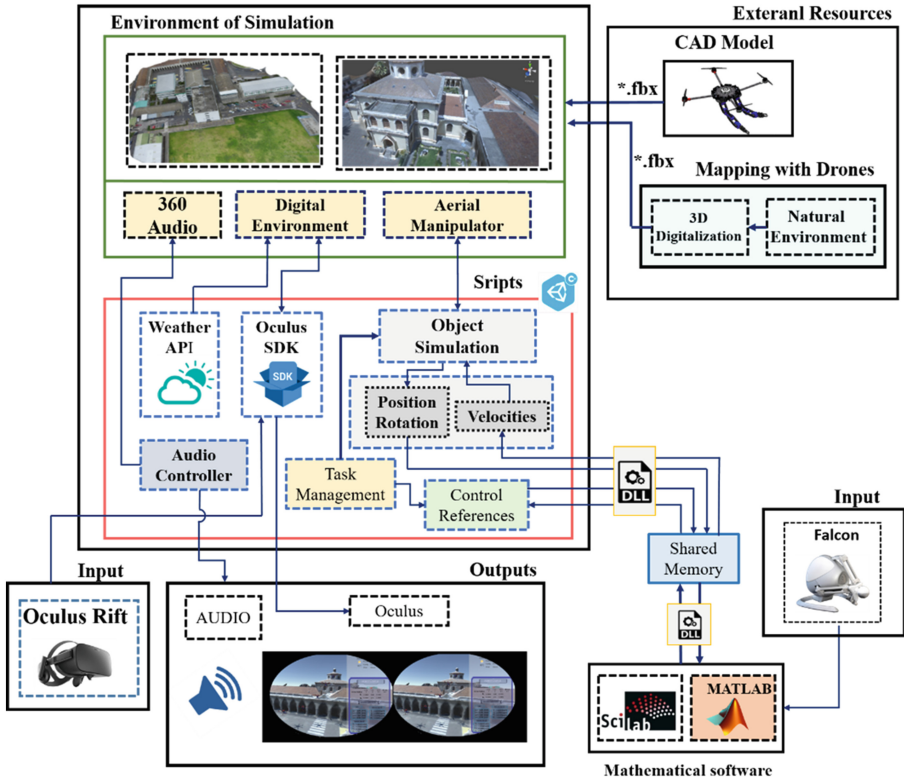 Environment of Simulation
Exteranl Resources
CAD Model
*.fbx
*.fbx
Mapping with Drones
3D
Digitalization
Natural
Environment
360
Audio
Digital
Environment
Aerial
Manipulator
Sripts
Weather
API
Oculus
SDK
SDK
Object
Simulation
Position
Rotation
Velocities
Audio
Controller
Task
Management
Control
References
DLL
Input
Falcon
Shared
Memory
DLL
Input
Oculus Rift
Outputs
AUDIO
Oculus
Scilab
MATLAB
Mathematical software